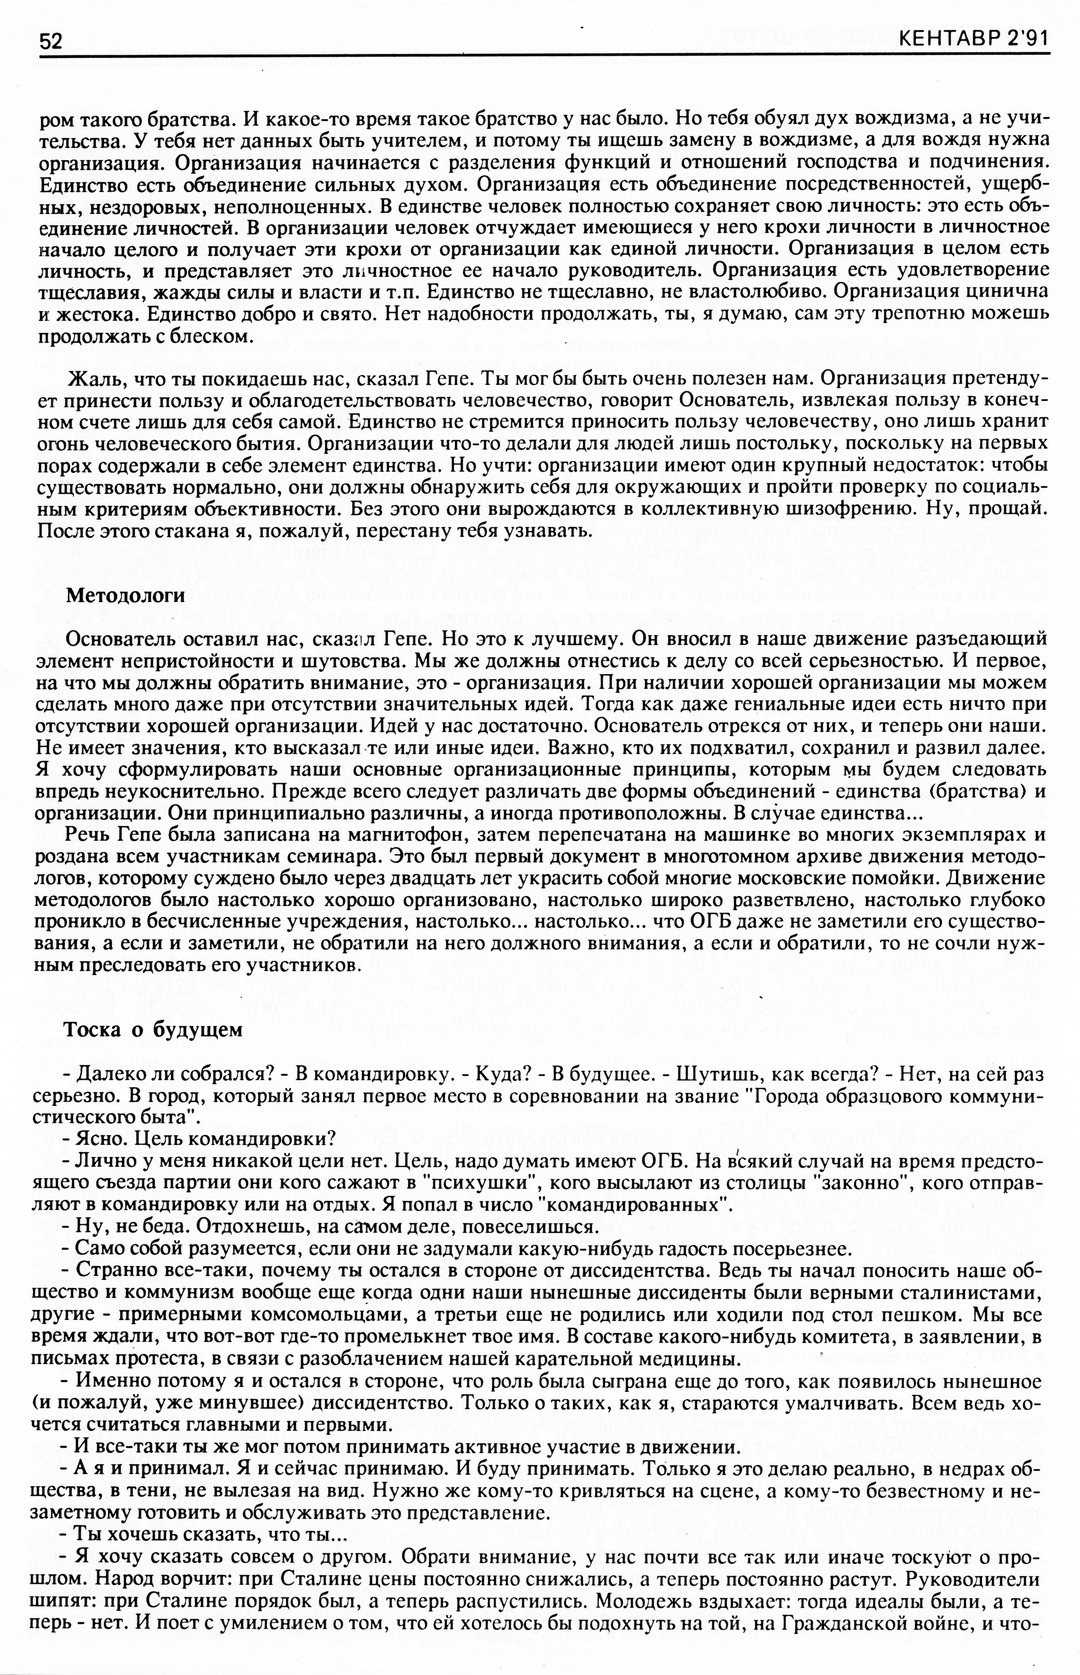 52
КЕНТАВР 2'91
ром такого братства. И какое-то время такое братство у нас было. Но тебя обуял дух вождизма, а не учи-
тельства. У тебя нет данных быть учителем, и потому ты ищешь замену в вождизме, а для вождя нужна
организация. Организация начинается с разделения функций и отношений господства и подчинения.
Единство есть объединение сильных духом. Организация есть объединение посредственностей, ущерб-
ных, нездоровых, неполноценных. В единстве человек полностью сохраняет свою личность: это есть объ-
единение личностей. В организации человек отчуждает имеющиеся у него крохи личности в личностное
начало целого и получает эти крохи от организации как единой личности. Организация в целом есть
личность, и представляет это личностное ее начало руководитель. Организация есть удовлетворение
тщеславия, жажды силы и власти и т.п. Единство не тщеславно, не властолюбиво. Организация цинична
и жестока. Единство добро и свято. Нет надобности продолжать, ты, я думаю, сам эту трепотню можешь
продолжать с блеском.
Жаль, что ты покидаешь нас, сказал Гепе. Ты мог бы быть очень полезен нам. Организация претенду-
ет принести пользу и облагодетельствовать человечество, говорит Основатель, извлекая пользу в конеч-
ном счете лишь для себя самой. Единство не стремится приносить пользу человечеству, оно лишь хранит
огонь человеческого бытия. Организации что-то делали для людей лишь постольку, поскольку на первых
порах содержали в себе элемент единства. Но учти: организации имеют один крупный недостаток: чтобы
существовать нормально, они должны обнаружить себя для окружающих и пройти проверку по социаль-
ным критериям объективности. Без этого они вырождаются в коллективную шизофрению. Ну, прощай.
После этого стакана я, пожалуй, перестану тебя узнавать.
Методологи
Основатель оставил нас, сказал Гепе. Но это к лучшему. Он вносил в наше движение разъедающий
элемент непристойности и шутовства. Мы же должны отнестись к делу со всей серьезностью. И первое,
на что мы должны обратить внимание, это - организация. При наличии хорошей организации мы можем
сделать много даже при отсутствии значительных идей. Тогда как даже гениальные идеи есть ничто при
отсутствии хорошей организации. Идей у нас достаточно. Основатель отрекся от них, и теперь они наши.
Не имеет значения, кто высказал те или иные идеи. Важно, кто их подхватил, сохранил и развил далее.
Я хочу сформулировать наши основные организационные принципы, которым мы будем следовать
впредь неукоснительно. Прежде всего следует различать две формы объединений - единства (братства) и
организации. Они принципиально различны, а иногда противоположны. В случае единства...
Речь Гепе была записана на магнитофон, затем перепечатана на машинке во многих экземплярах и
роздана всем участникам семинара. Это был первый документ в многотомном архиве движения методо-
логов, которому суждено было через двадцать лет украсить собой многие московские помойки. Движение
методологов было настолько хорошо организовано, настолько широко разветвлено, настолько глубоко
проникло в бесчисленные учреждения, настолько... настолько... что ОГБ даже не заметили его существо-
вания, а если и заметили, не обратили на него должного внимания, а если и обратили, то не сочли нуж-
ным преследовать его участников.
Тоска о будущем
- Далеко ли собрался? - В командировку. - Куда? - В будущее. - Шутишь, как всегда? - Нет, на сей раз
серьезно. В город, который занял первое место в соревновании на звание "Города образцового коммуни-
стического быта".
- Ясно. Цель командировки?
- Лично у меня никакой цели нет. Цель, надо думать имеют ОГБ. На всякий случай на время предсто-
ящего съезда партии они кого сажают в "психушки", кого высылают из столицы "законно", кого отправ-
ляют в командировку или на отдых. Я попал в число "командированных".
- Ну, не беда. Отдохнешь, на самом деле, повеселишься.
- Само собой разумеется, если они не задумали какую-нибудь гадость посерьезнее.
- Странно все-таки, почему ты остался в стороне от диссидентства. Ведь ты начал поносить наше об-
щество и коммунизм вообще еще когда одни наши нынешные диссиденты были верными сталинистами,
другие - примерными комсомольцами, а третьи еще не родились или ходили под стол пешком. Мы все
время ждали, что вот-вот где-то промелькнет твое имя. В составе какого-нибудь комитета, в заявлении, в
письмах протеста, в связи с разоблачением нашей карательной медицины.
- Именно потому я и остался в стороне, что роль была сыграна еще до того, как появилось нынешное
(и пожалуй, уже минувшее) диссидентство. Только о таких, как я, стараются умалчивать. Всем ведь хо-
чется считаться главными и первыми.
- И все-таки ты же мог потом принимать активное участие в движении.
- А я и принимал. Я и сейчас принимаю. И буду принимать. Только я это делаю реально, в недрах об-
щества, в тени, не вылезая на вид. Нужно же кому-то кривляться на сцене, а кому-то безвестному и не-
заметному готовить и обслуживать это представление.
- Ты хочешь сказать, что ты...
- Я хочу сказать совсем о другом. Обрати внимание, у нас почти все так или иначе тоскуют о про-
шлом. Народ ворчит: при Сталине цены постоянно снижались, а теперь постоянно растут. Руководители
шипят: при Сталине порядок был, а теперь распустились. Молодежь вздыхает: тогда идеалы были, а те-
перь - нет. И поет с умилением о том, что ей хотелось бы подохнуть на той, на Гражданской войне, и что-